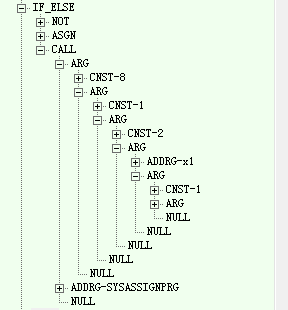 IF_ELSE
NOT
ASGN
CALL
ARG
CNST-8
ARG
CNST-1
ARG
CNST-2
ARG
ADDRG-x1
ARG
CNST-1
ARG
NULL
NULL
NULL
NULL
NULL
ADDRG-SYSASSIGNPRG
NULL